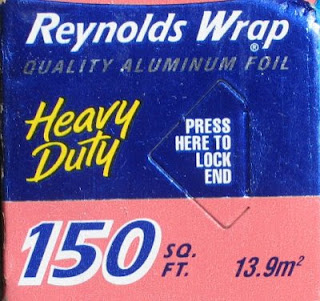 Reynolds Wrap®
QUALITY ALUMINUM FOIL
Heavy
Duty
PRESS
HERE TO
LOCK
END
150 SQ.
FT.
13.9m²